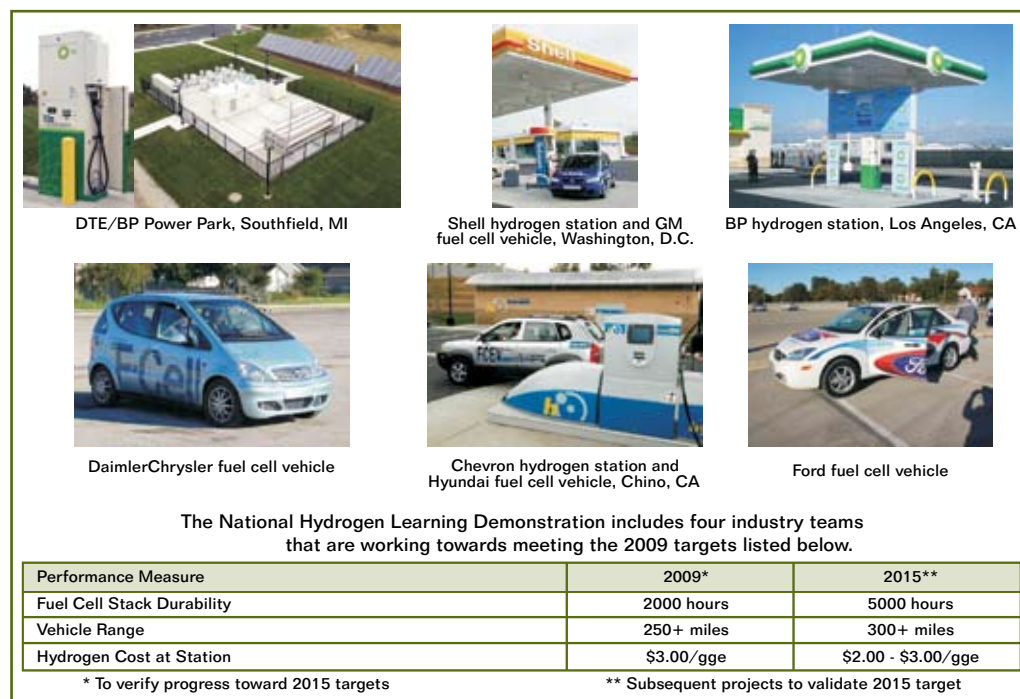 Shell
DTE/BP Power Park, Southfield, MI
Shell hydrogen station and GM
fuel cell vehicle, Washington, D.C.
BP hydrogen station, Los Angeles, CA
F-Cell
FCEV
h
Ford
DaimlerChrysler fuel cell vehicle
Chevron hydrogen station and
Hyundai fuel cell vehicle, Chino, CA
Ford fuel cell vehicle
The National Hydrogen Learning Demonstration includes four industry teams
that are working towards meeting the 2009 targets listed below.
Performance Measure 2009* 2015**
Fuel Cell Stack Durability 2000 hours 5000 hours
Vehicle Range 250+ miles 300+ miles
Hydrogen Cost at Station $3.00/gge $2.00 - $3.00/gge
* To verify progress toward 2015 targets ** Subsequent projects to validate 2015 target